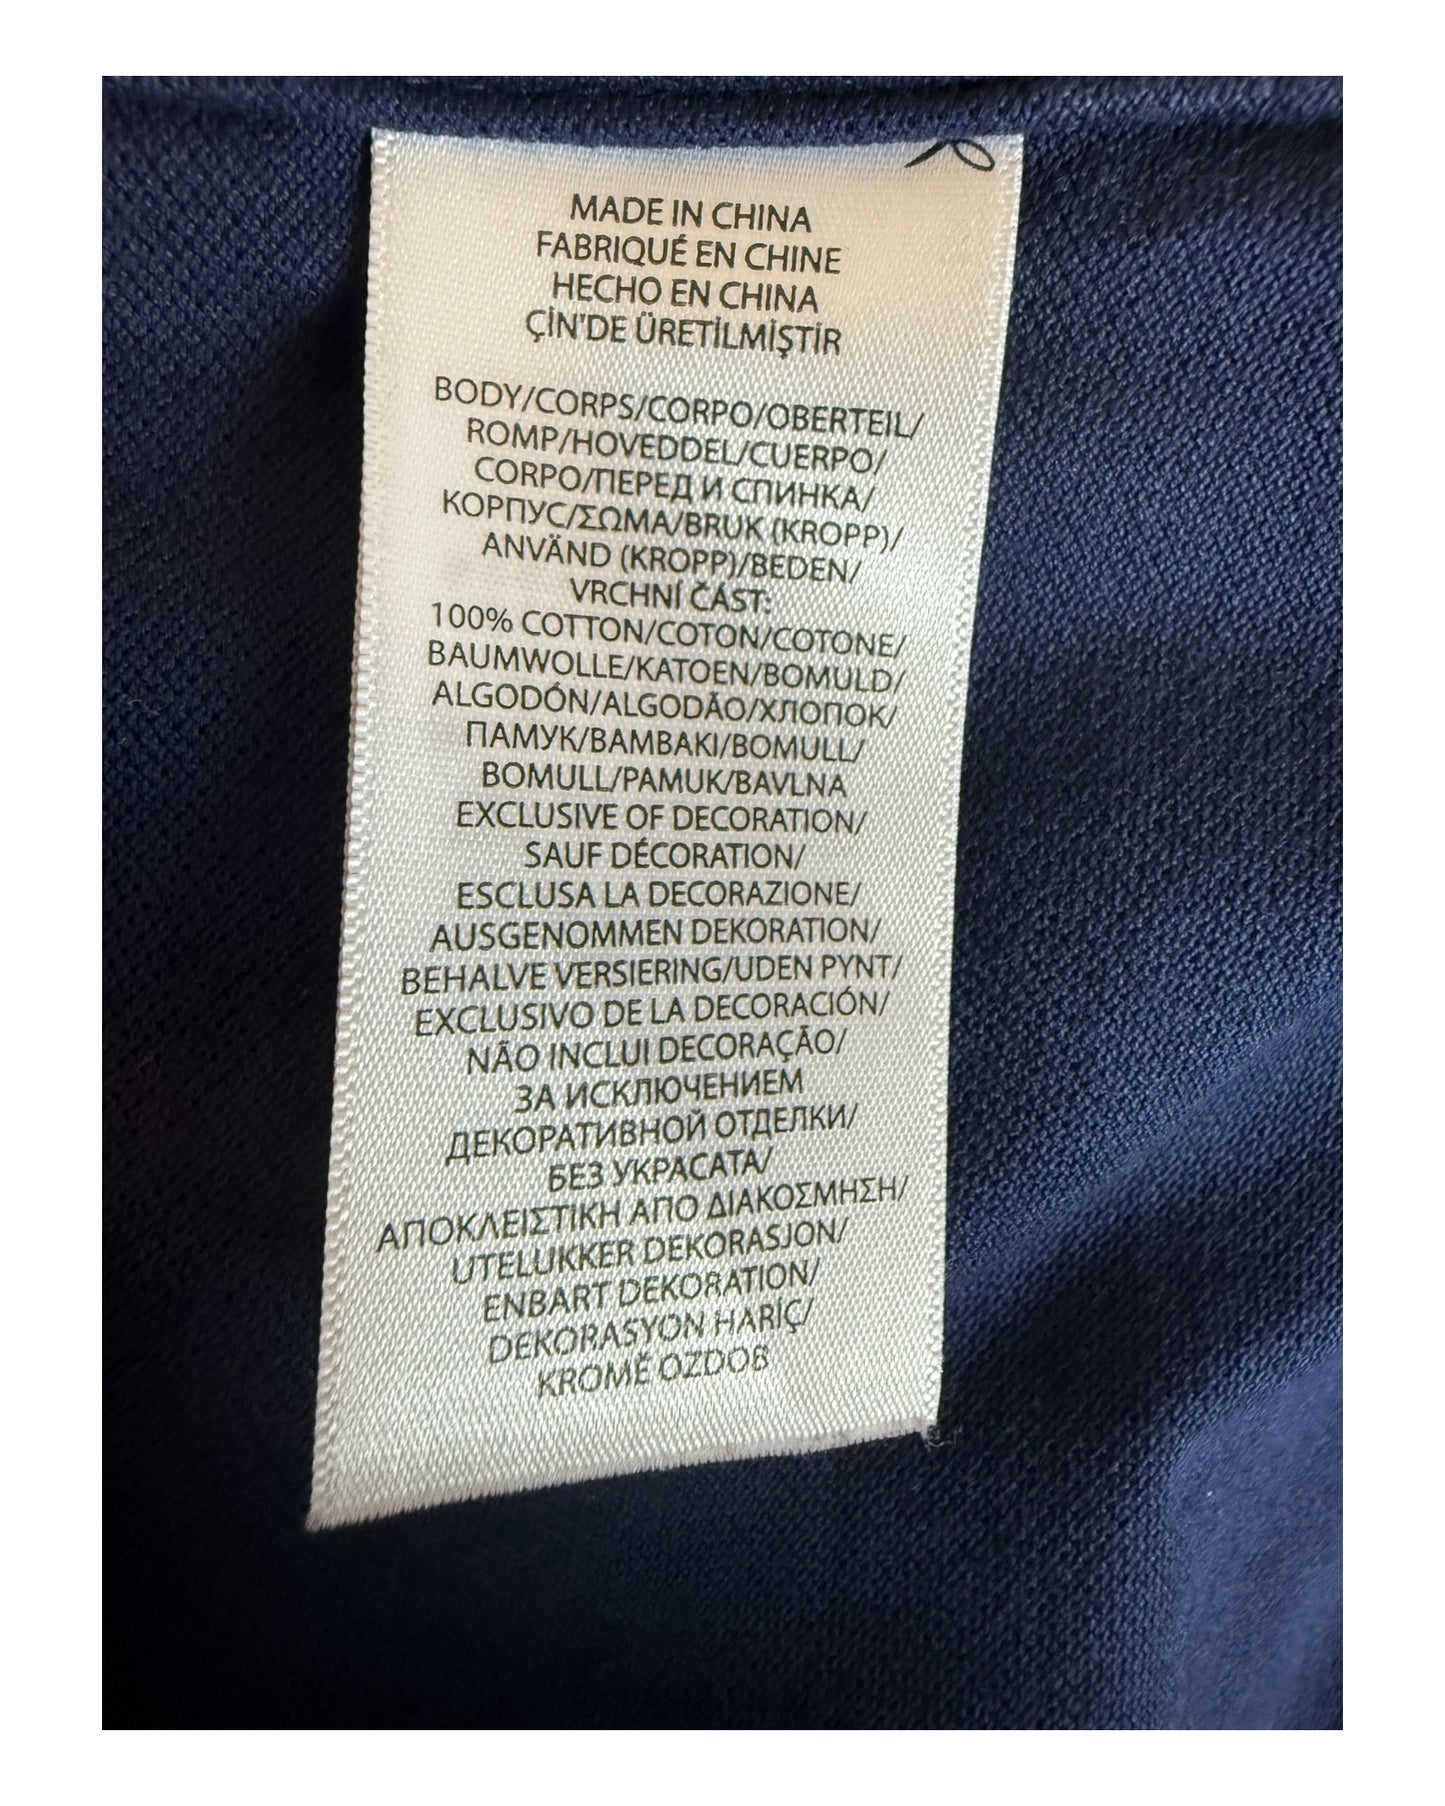 MADE IN CHINA
FABRIQUÉ EN CHINE
HECHO EN CHINA
ÇİN'DE ÜRETİLMİŞTİR
BODY/CORPS/CORPO/OBERTEIL/
ROMP/HOVEDDEL/CUERPO/
CORPO/ПЕРЕД И СПИНКА/
КОРПУС/ΣΩΜΑ/BRUK (KROPP)/
ANVÄND (KROPP)/BEDEN/
VRCHNÍ ČÁST:
100% COTTON/COTON/COTONE/
BAUMWOLLE/KATOEN/BOMULD/
ALGODÓN/ALGODÃO/ХЛОПОК/
ПАМУК/BAMBAKI/BOMULL/
BOMULL/PAMUK/BAVLNA
EXCLUSIVE OF DECORATION/
SAUF DÉCORATION/
ESCLUSA LA DECORAZIONE/
AUSGENOMMEN DEKORATION/
BEHALVE VERSIERING/UDEN PYNT/
EXCLUSIVO DE LA DECORACIÓN/
NÃO INCLUI DECORAÇÃO/
ЗА ИСКЛЮЧЕНИЕМ
ДЕКОРАТИВНОЙ ОТДЕЛКИ/
БЕЗ УКРАСАТА/
ΑΠΟΚΛΕΙΣΤΙΚΗ ΑΠΟ ΔΙΑΚΟΣΜΗΣΗ/
UTELUKKER DEKORASJON/
ENBART DEKORATION/
DEKORASYON HARİÇ/
KROMĚ OZDOB